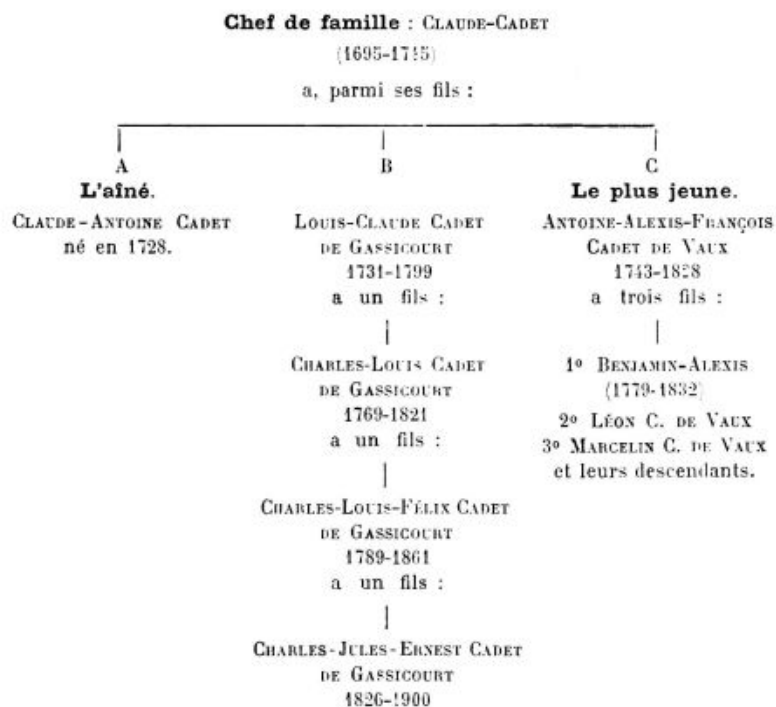 Chef de famille : Claude-Cadet
(1695-1745)
a, parmi ses fils :
A
L'aîné.
Claude-Antoine Cadet
né en 1728.
B
Louis-Claude Cadet
de Gassicourt
1731-1799
a un fils :
Charles-Louis Cadet
de Gassicourt
1769-1821
a un fils :
Charles-Louis-Félix Cadet
de Gassicourt
1789-1861
a un fils :
Charles-Jules-Ernest Cadet
de Gassicourt
1826-1900
C
Le plus jeune.
Antoine-Alexis-François
Cadet de Vaux
1743-1828
a trois fils :
1º Benjamin-Alexis
(1779-1832)
2º Léon C. de Vaux
3º Marcelin C. de Vaux
et leurs descendants.